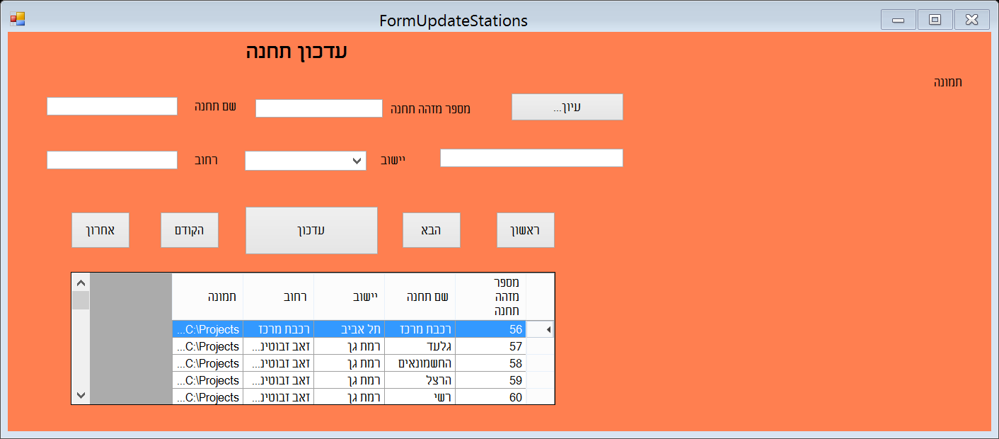 FormUpdateStations
עדכון תחנה
תמונה
עיון...
מספר מזהה תחנה
שם תחנה
יישוב
רחוב
ראשון
הבא
עדכון
הקודם
אחרון
מספר מזהה תחנה שם תחנה יישוב רחוב תמונה
56 רכבת מרכז תל אביב רכבת מרכז C:\Projects...
57 גלעד רמת גן זאב זבוטינ... C:\Projects...
58 החשמונאים רמת גן זאב זבוטינ... C:\Projects...
59 הרצל רמת גן זאב זבוטינ... C:\Projects...
60 רשי רמת גן זאב זבוטינ... C:\Projects...